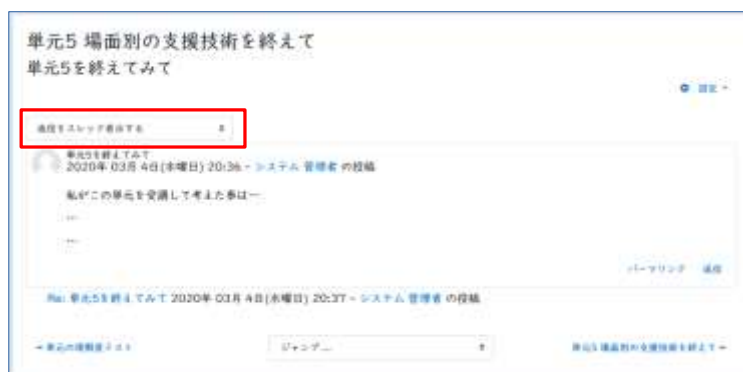 単元5 場面別の支援技術を終えて
単元5を終えてみて
設定
返信をスレッド表示する
単元5を終えてみて
2020年 03月 4日(水曜日) 20:36 - システム 管理者 の投稿
私がこの単元を受講して考えた事は…
…
…
パーマリンク 返信
Re: 単元5を終えてみて 2020年 03月 4日(水曜日) 20:37 - システム 管理者 の投稿
ジャンプ...
単元5 場面別の支援技術を終えて